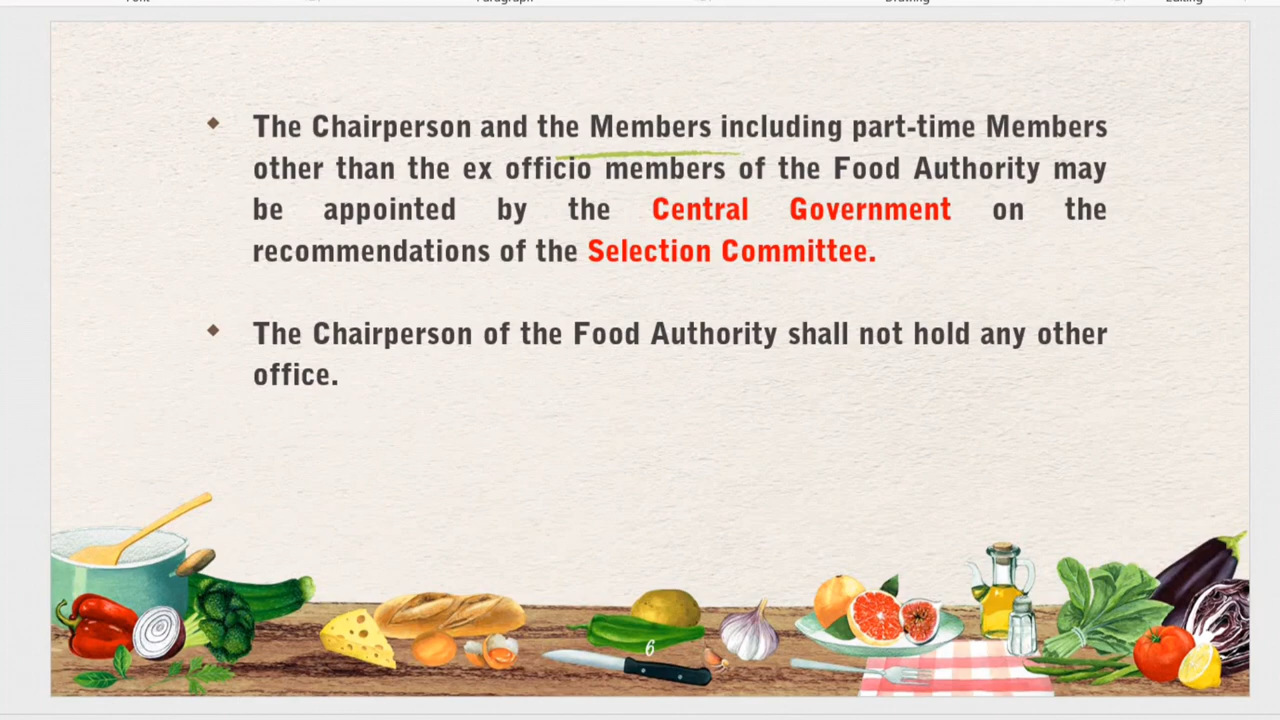 The Chairperson and the Members including part-time Members
other than the ex officio members of the Food Authority may
be appointed by the Central Government on the
recommendations of the Selection Committee.
The Chairperson of the Food Authority shall not hold any other
office.
6